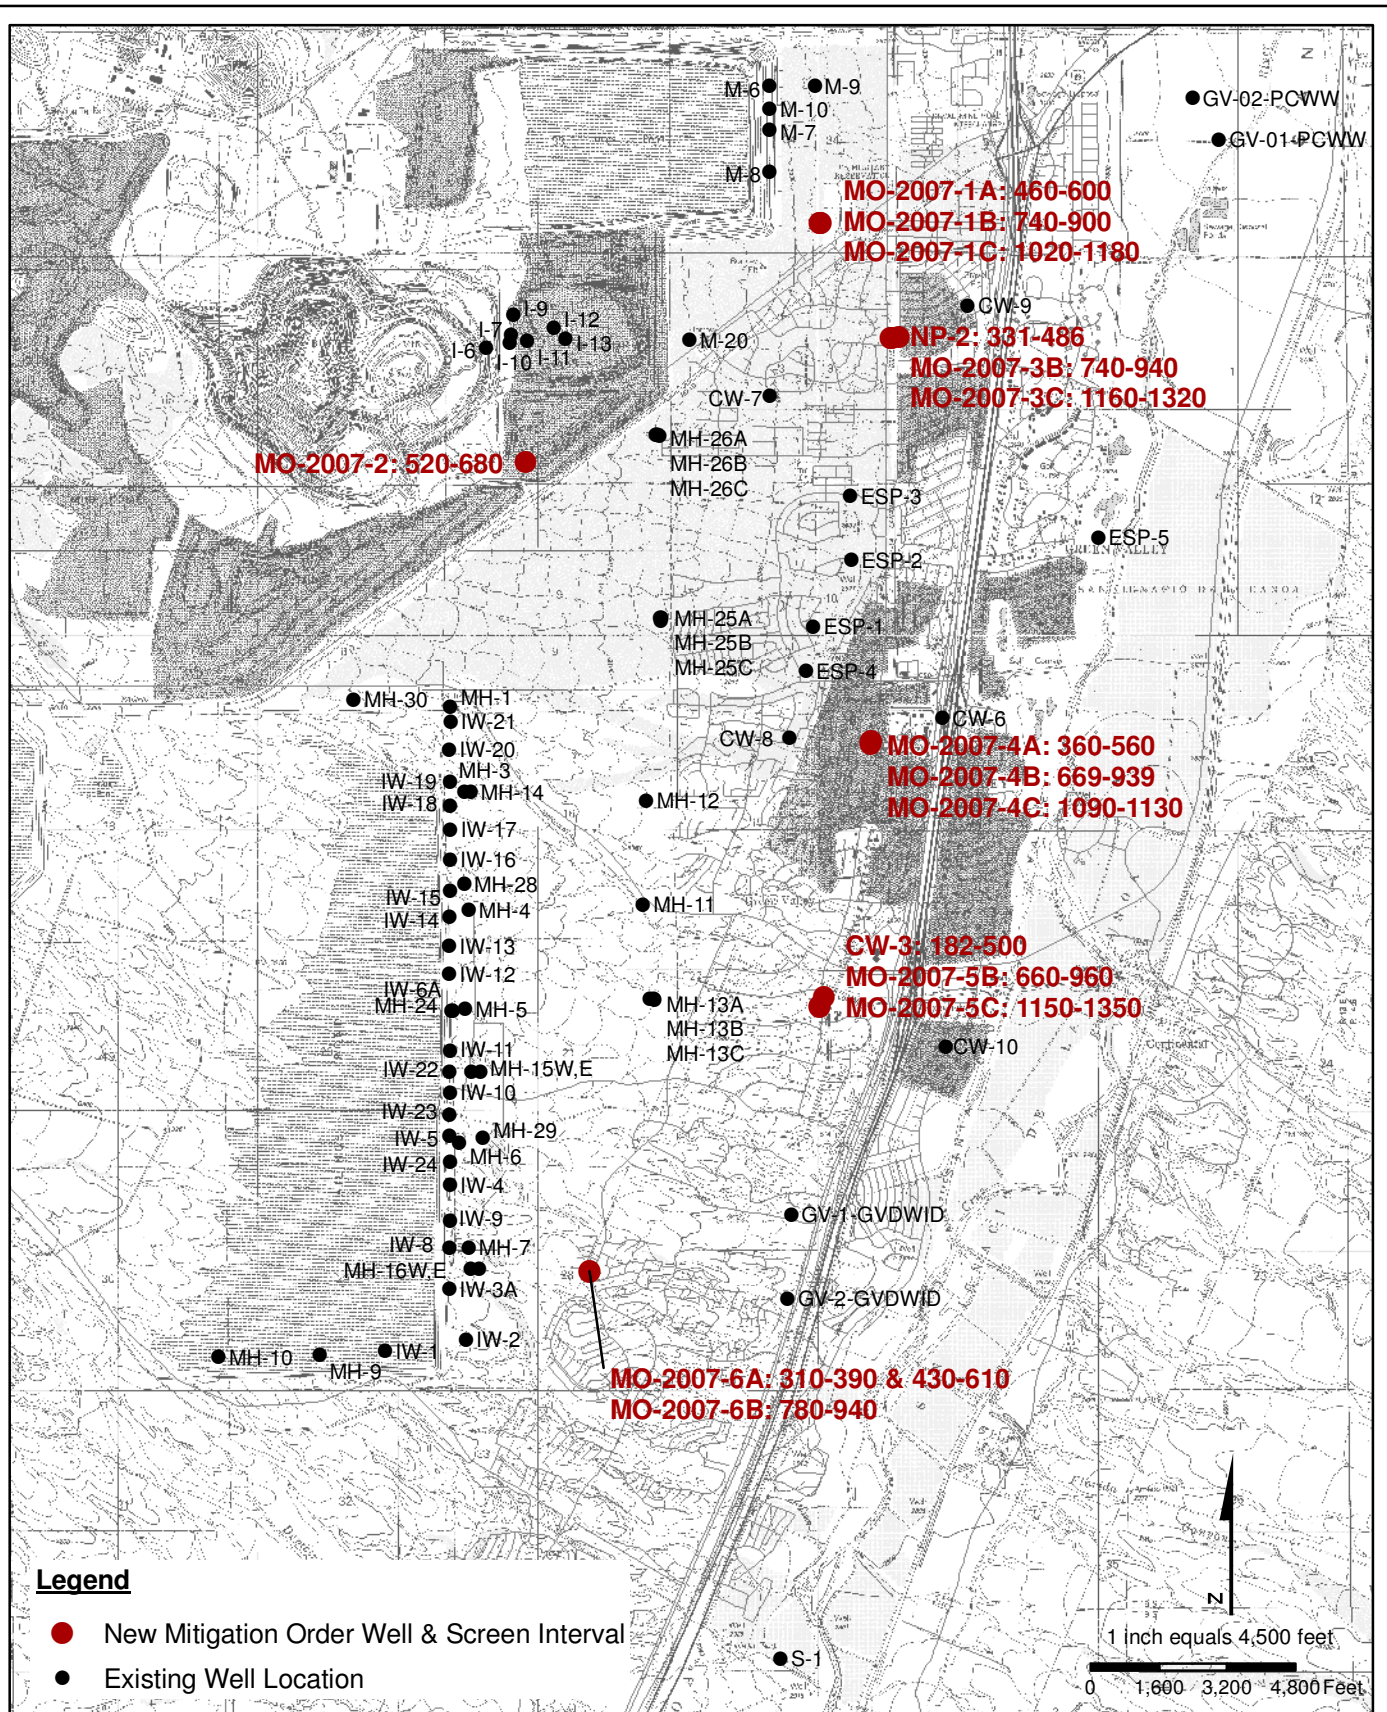 M-6
M-9
M-10
M-7
M-8
GV-02-PCWW
GV-01-PCWW
MO-2007-1A: 460-600
MO-2007-1B: 740-900
MO-2007-1C: 1020-1180
CW-9
I-9
I-12
I-7
I-13
I-6
I-10
I-11
M-20
NP-2: 331-486
MO-2007-3B: 740-940
MO-2007-3C: 1160-1320
CW-7
MH-26A
MH-26B
MH-26C
MO-2007-2: 520-680
ESP-3
ESP-5
GREEN VALLEY
ESP-2
MH-25A
MH-25B
MH-25C
ESP-1
ESP-4
MH-30
MH-1
IW-21
CW-6
CW-8
IW-20
MO-2007-4A: 360-560
MO-2007-4B: 669-939
MO-2007-4C: 1090-1130
MH-3
IW-19
MH-14
IW-18
MH-12
IW-17
IW-16
MH-28
IW-15
MH-4
IW-14
MH-11
IW-13
IW-12
CW-3: 182-500
MO-2007-5B: 660-960
MO-2007-5C: 1150-1350
IW-6A
MH-24
MH-5
MH-13A
MH-13B
MH-13C
CW-10
Continental
IW-11
IW-22
MH-15W,E
IW-10
IW-23
IW-5
MH-29
MH-6
IW-24
IW-4
IW-9
GV-1-GVDWID
IW-8
MH-7
MH-16W,E
IW-3A
GV-2-GVDWID
IW-2
IW-1
MH-10
MH-9
MO-2007-6A: 310-390 & 430-610
MO-2007-6B: 780-940
S-1
Legend
New Mitigation Order Well & Screen Interval
Existing Well Location
N
1 inch equals 4,500 feet
0 1,600 3,200 4,800 Feet